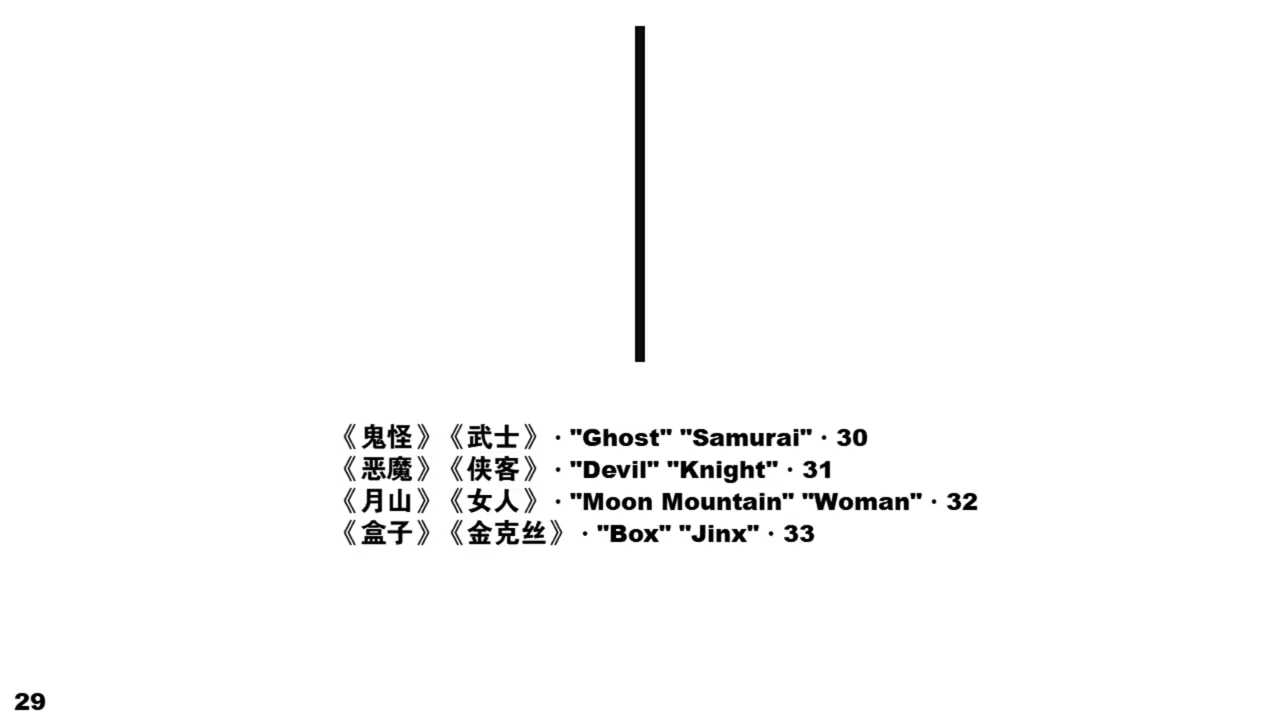 《鬼怪》《武士》· "Ghost" "Samurai" · 30
《恶魔》《侠客》· "Devil" "Knight" · 31
《月山》《女人》· "Moon Mountain" "Woman" · 32
《盒子》《金克丝》· "Box" "Jinx" · 33
29